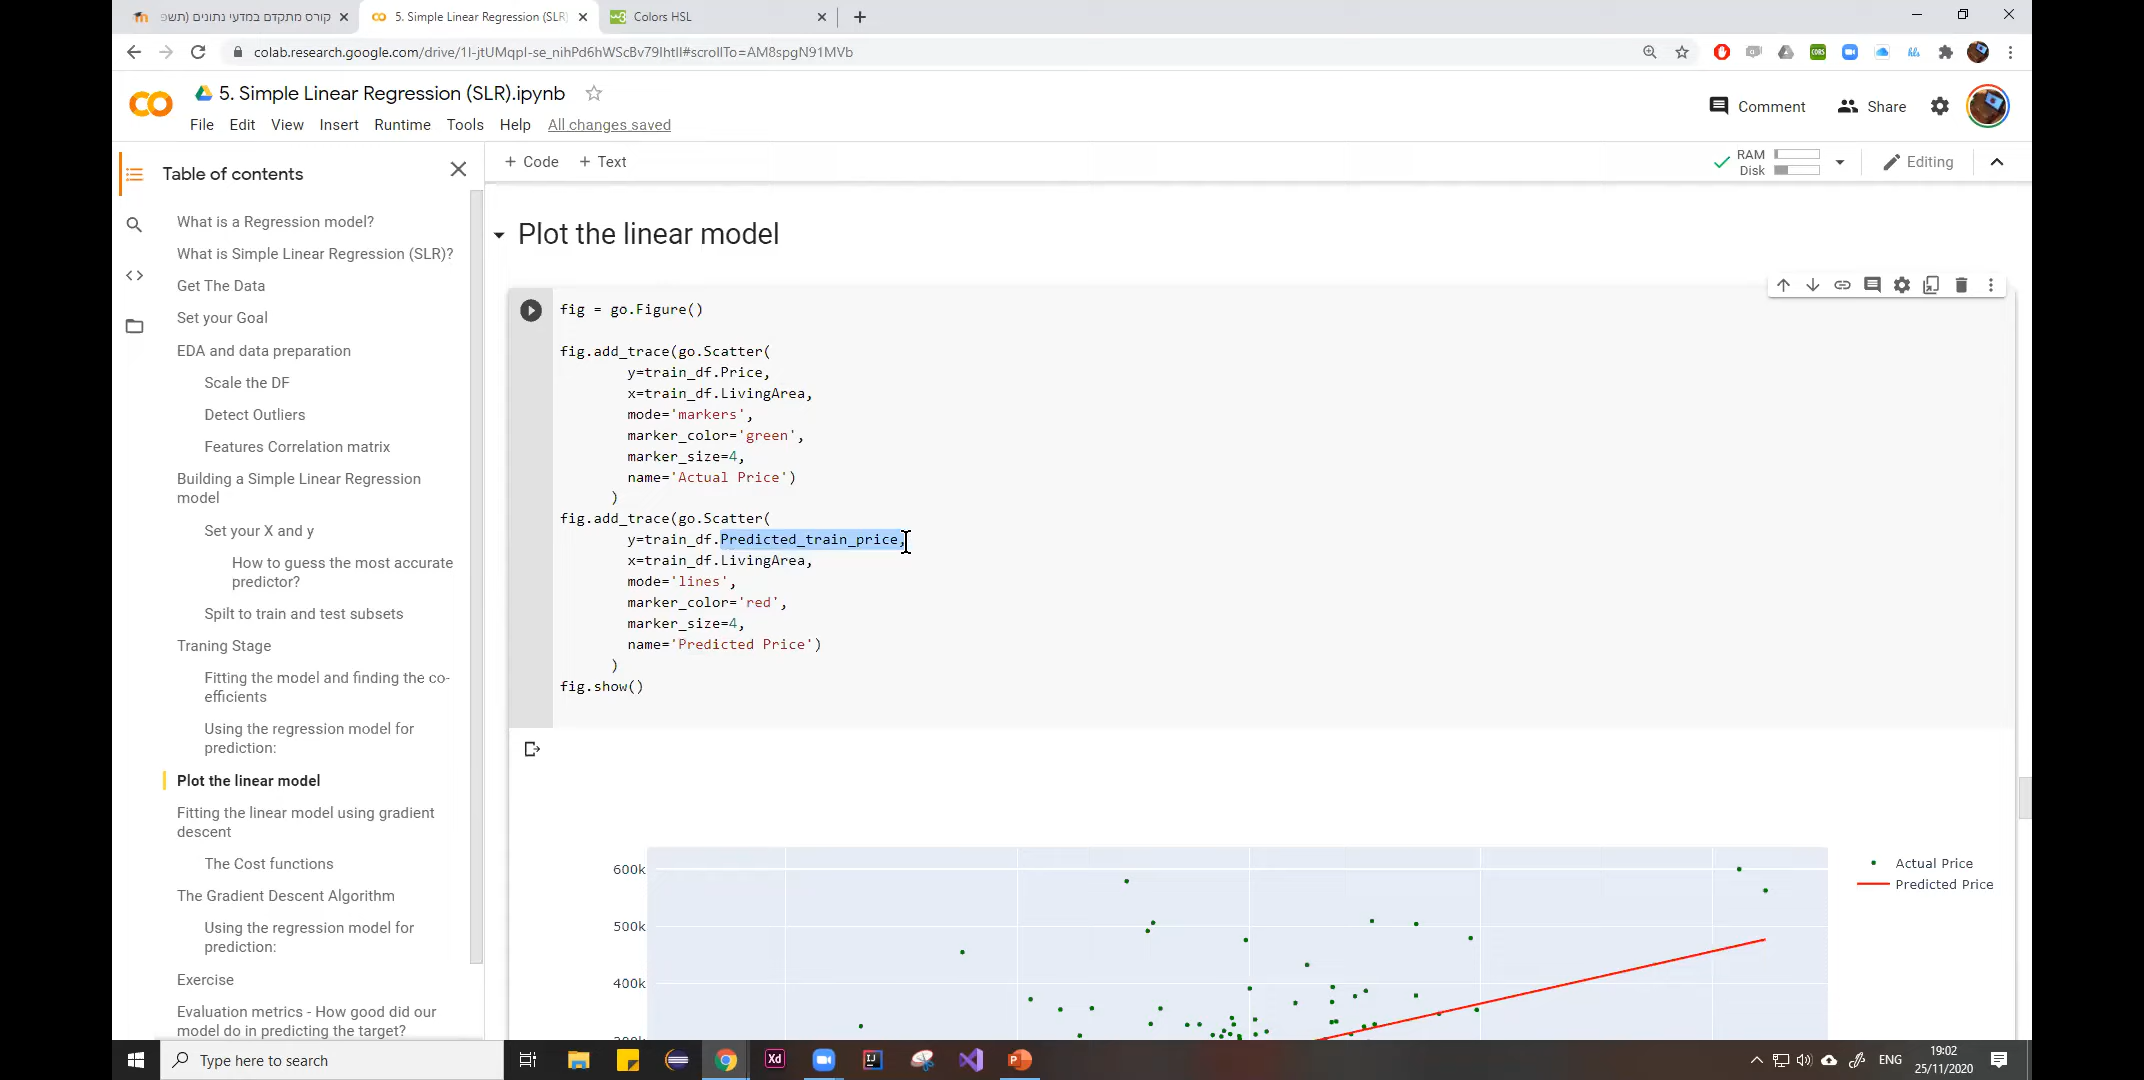 קורס מתקדם במדעי נתונים (תשפ
5. Simple Linear Regression (SLR)
Colors HSL
colab.research.google.com/drive/1I-jtUMqpI-se_nihPd6hWScBv79IhtlI#scrollTo=AM8spgN91MVb
5. Simple Linear Regression (SLR).ipynb
Comment
Share
File Edit View Insert Runtime Tools Help All changes saved
Table of contents
+ Code + Text
RAM
Disk
Editing
What is a Regression model?
What is Simple Linear Regression (SLR)?
Get The Data
Set your Goal
EDA and data preparation
Scale the DF
Detect Outliers
Features Correlation matrix
Building a Simple Linear Regression
model
Set your X and y
How to guess the most accurate
predictor?
Spilt to train and test subsets
Traning Stage
Fitting the model and finding the co-
efficients
Using the regression model for
prediction:
Plot the linear model
Fitting the linear model using gradient
descent
The Cost functions
The Gradient Descent Algorithm
Using the regression model for
prediction:
Exercise
Evaluation metrics - How good did our
model do in predicting the target?
Plot the linear model
fig = go.Figure()
fig.add_trace(go.Scatter(
y=train_df.Price,
x=train_df.LivingArea,
mode='markers',
marker_color='green',
marker_size=4,
name='Actual Price')
)
fig.add_trace(go.Scatter(
y=train_df.Predicted_train_price,
x=train_df.LivingArea,
mode='lines',
marker_color='red',
marker_size=4,
name='Predicted Price')
)
fig.show()
600k
500k
400k
Actual Price
Predicted Price
Type here to search
Xd
ENG
19:02
25/11/2020